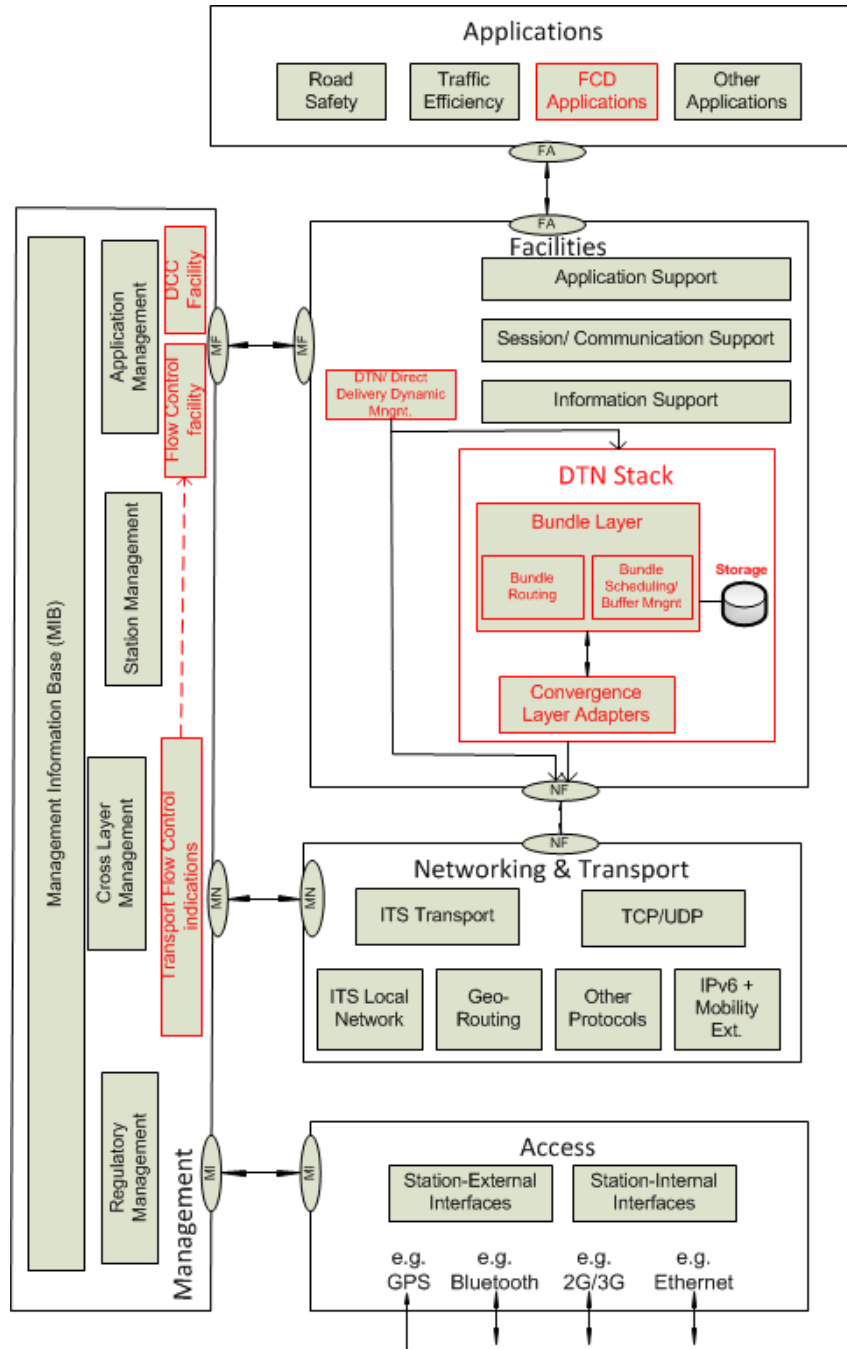 Applications
Road
Safety
Traffic
Efficiency
FCD
Applications
Other
Applications
FA
FA
Facilities
Application Support
Session/ Communication Support
Information Support
DTN/ Direct
Delivery Dynamic
Mngnt.
DTN Stack
Bundle Layer
Bundle
Routing
Bundle
Scheduling/
Buffer Mngnt
Storage
Convergence
Layer Adapters
NF
NF
Networking & Transport
ITS Transport
TCP/UDP
ITS Local
Network
Geo-
Routing
Other
Protocols
IPv6 +
Mobility
Ext.
Access
Station-External
Interfaces
Station-Internal
Interfaces
e.g.
GPS
e.g.
Bluetooth
e.g.
2G/3G
e.g.
Ethernet
Management Information Base (MIB)
Application
Management
DCC
Facility
Flow Control
facility
Station Management
Cross Layer
Management
Transport Flow Control
indications
Regulatory
Management
Management
MF
MF
MN
MN
MI
MI